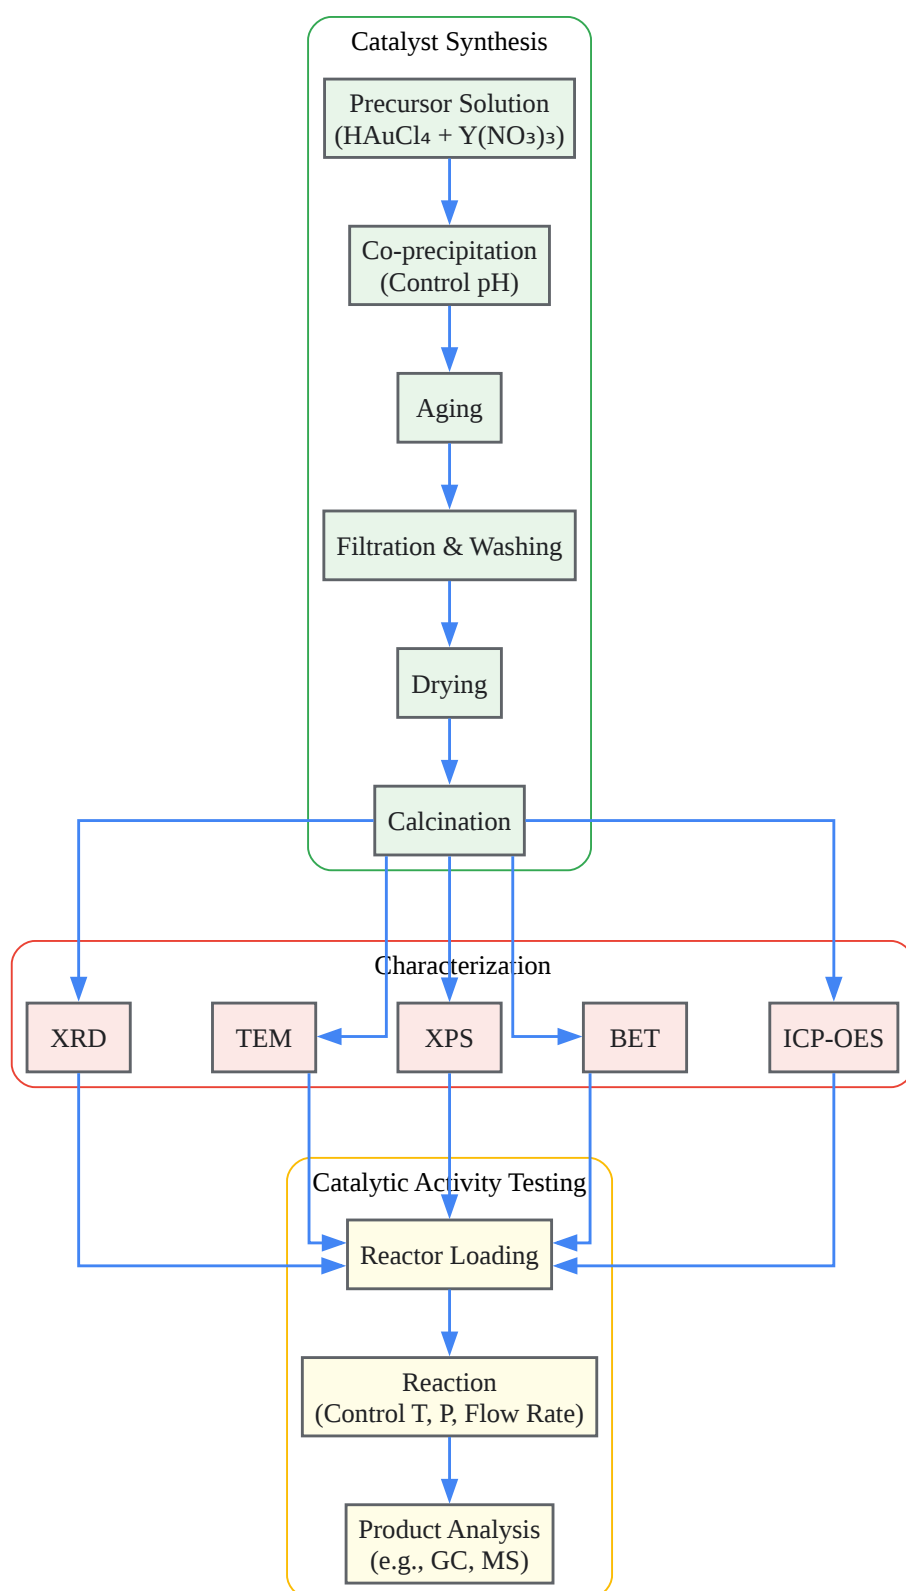 Catalyst Synthesis
Precursor Solution
(HAuCl₄ + Y(NO₃)₃)
Co-precipitation
(Control pH)
Aging
Filtration & Washing
Drying
Calcination
Characterization
XRD
TEM
XPS
BET
ICP-OES
Catalytic Activity Testing
Reactor Loading
Reaction
(Control T, P, Flow Rate)
Product Analysis
(e.g., GC, MS)